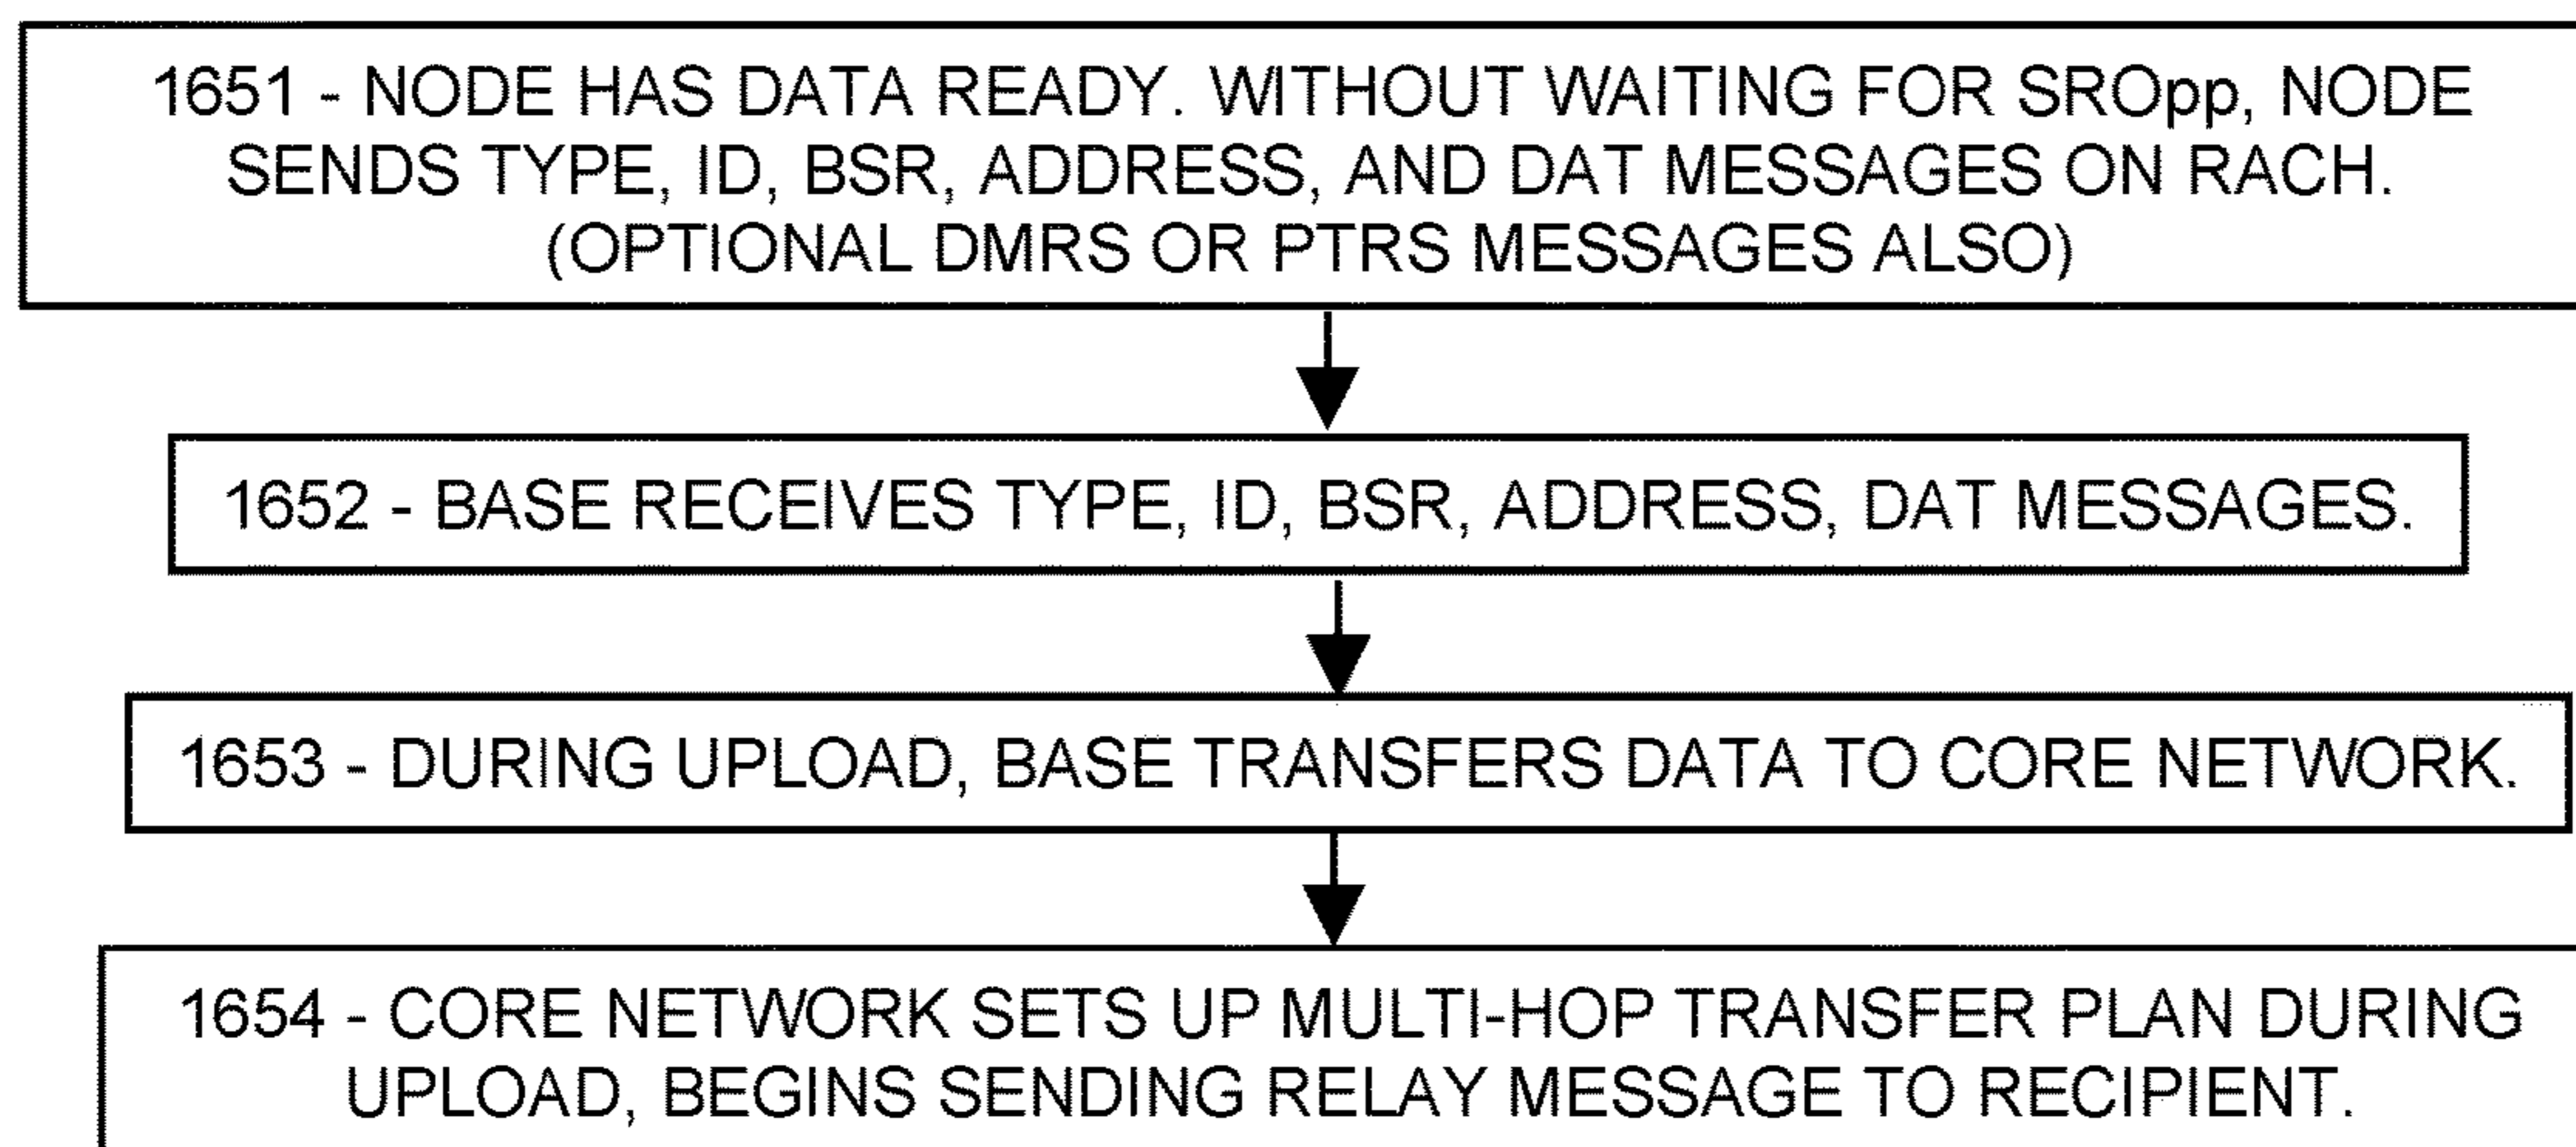 1651 - NODE HAS DATA READY. WITHOUT WAITING FOR SROpp, NODE
SENDS TYPE, ID, BSR, ADDRESS, AND DAT MESSAGES ON RACH.
(OPTIONAL DMRS OR PTRS MESSAGES ALSO)
1652 - BASE RECEIVES TYPE, ID, BSR, ADDRESS, DAT MESSAGES.
1653 - DURING UPLOAD, BASE TRANSFERS DATA TO CORE NETWORK.
1654 - CORE NETWORK SETS UP MULTI-HOP TRANSFER PLAN DURING
UPLOAD, BEGINS SENDING RELAY MESSAGE TO RECIPIENT.